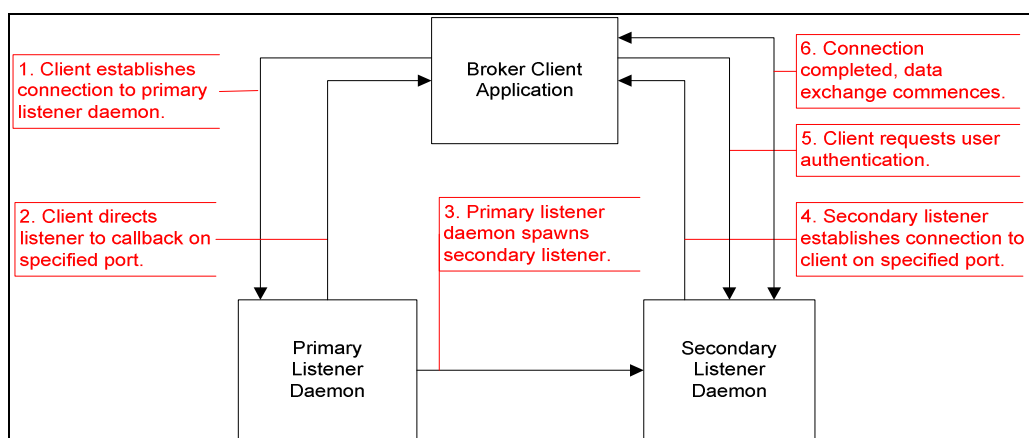 Broker Client
Application
1. Client establishes
connection to primary
listener daemon.
6. Connection
completed, data
exchange commences.
5. Client requests user
authentication.
2. Client directs
listener to callback on
specified port.
3. Primary listener
daemon spawns
secondary listener.
4. Secondary listener
establishes connection to
client on specified port.
Primary
Listener
Daemon
Secondary
Listener
Daemon